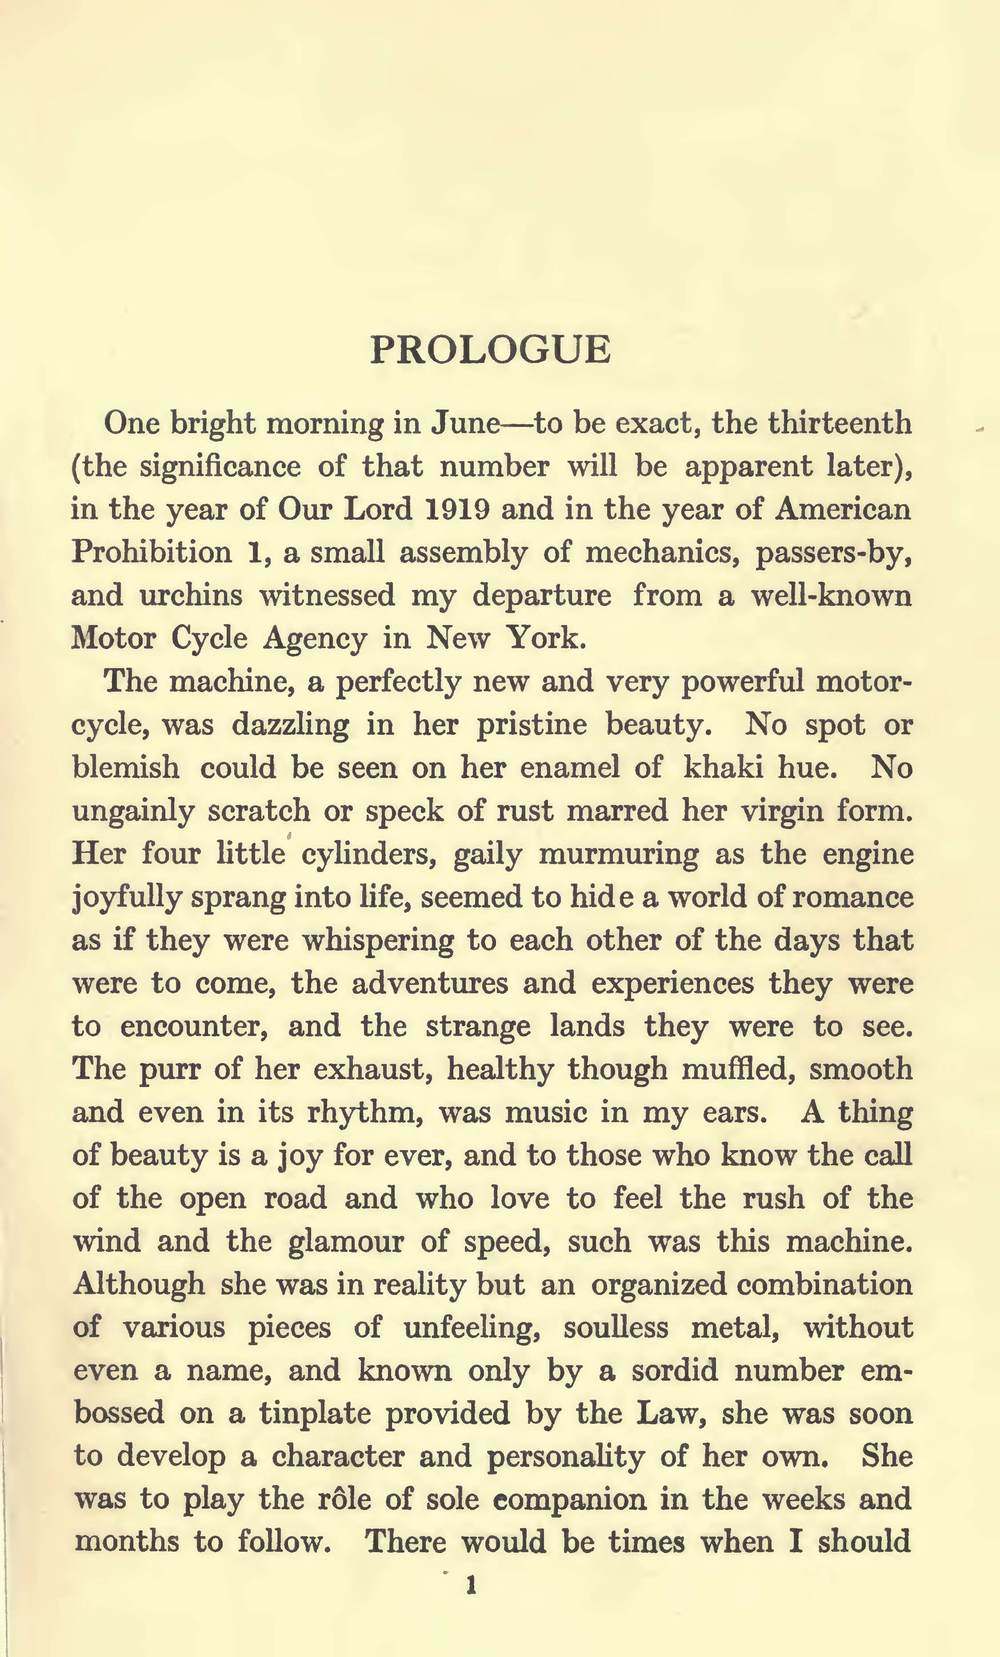 PROLOGUE
One bright morning in June—to be exact, the thirteenth
(the significance of that number will be apparent later),
in the year of Our Lord 1919 and in the year of American
Prohibition 1, a small assembly of mechanics, passers-by,
and urchins witnessed my departure from a well-known
Motor Cycle Agency in New York.
The machine, a perfectly new and very powerful motor-
cycle, was dazzling in her pristine beauty. No spot or
blemish could be seen on her enamel of khaki hue. No
ungainly scratch or speck of rust marred her virgin form.
Her four little cylinders, gaily murmuring as the engine
joyfully sprang into life, seemed to hide a world of romance
as if they were whispering to each other of the days that
were to come, the adventures and experiences they were
to encounter, and the strange lands they were to see.
The purr of her exhaust, healthy though muffled, smooth
and even in its rhythm, was music in my ears. A thing
of beauty is a joy for ever, and to those who know the call
of the open road and who love to feel the rush of the
wind and the glamour of speed, such was this machine.
Although she was in reality but an organized combination
of various pieces of unfeeling, soulless metal, without
even a name, and known only by a sordid number em-
bossed on a tinplate provided by the Law, she was soon
to develop a character and personality of her own. She
was to play the rôle of sole companion in the weeks and
months to follow. There would be times when I should
1